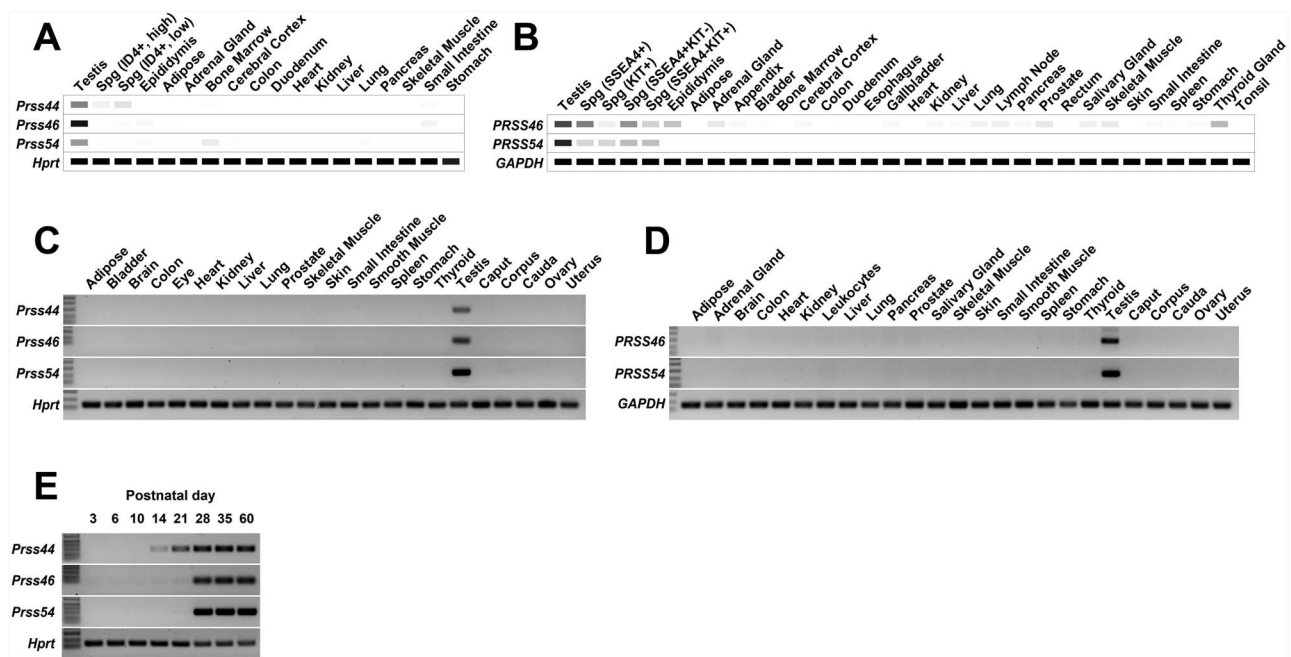 A
Testis
Spg (ID4+, high)
Spg (ID4+, low)
Epididymis
Adipose
Adrenal Gland
Bone Marrow
Cerebral Cortex
Colon
Duodenum
Heart
Kidney
Liver
Lung
Pancreas
Skeletal Muscle
Small Intestine
Stomach
Prss44
Prss46
Prss54
Hprt
B
Testis
Spg (SSEA4+)
Spg (KIT+)
Spg (SSEA4+KIT-)
Spg (SSEA4-KIT+)
Epididymis
Adipose
Adrenal Gland
Appendix
Bladder
Bone Marrow
Cerebral Cortex
Colon
Duodenum
Esophagus
Gallbladder
Heart
Kidney
Liver
Lung
Lymph Node
Pancreas
Prostate
Rectum
Salivary Gland
Skeletal Muscle
Skin
Small Intestine
Spleen
Stomach
Thyroid Gland
Tonsil
PRSS46
PRSS54
GAPDH
C
Adipose
Bladder
Brain
Colon
Eye
Heart
Kidney
Liver
Lung
Prostate
Skeletal Muscle
Skin
Small Intestine
Smooth Muscle
Spleen
Stomach
Thyroid
Testis
Caput
Corpus
Cauda
Ovary
Uterus
Prss44
Prss46
Prss54
Hprt
D
Adipose
Adrenal Gland
Brain
Colon
Heart
Kidney
Leukocytes
Liver
Lung
Pancreas
Prostate
Salivary Gland
Skeletal Muscle
Skin
Small Intestine
Smooth Muscle
Spleen
Stomach
Thyroid
Testis
Caput
Corpus
Cauda
Ovary
Uterus
PRSS46
PRSS54
GAPDH
E
Postnatal day
3 6 10 14 21 28 35 60
Prss44
Prss46
Prss54
Hprt